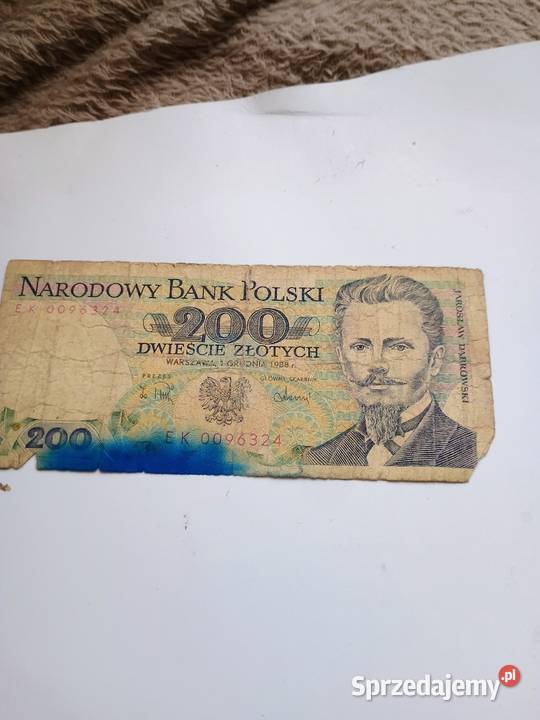 NARODOWY BANK POLSKI
EK 0096324
200
DWIEŚCIE ZŁOTYCH
WARSZAWA, 1 GRUDNIA 1988 r.
PREZES
GŁÓWNY SKARBNIK
200
EK 0096324
JAROSŁAW DĄBROWSKI
Sprzedajemy.pl